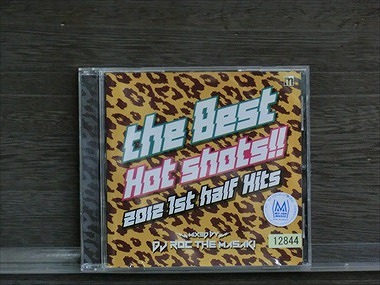 m
the Best
Hot shots!!
2012 1st half Hits
MIXED BY
DJ ROC THE MASAKI
M
12844